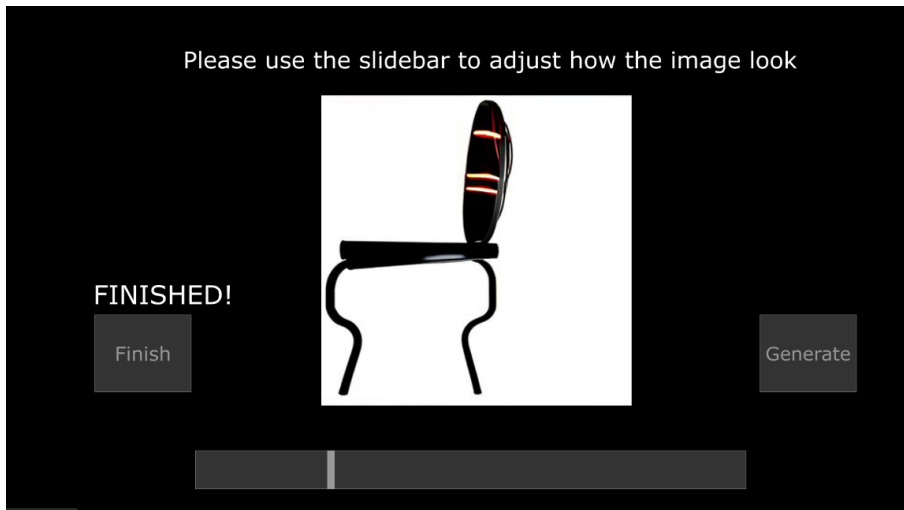 Please use the slidebar to adjust how the image look
FINISHED!
Finish
Generate